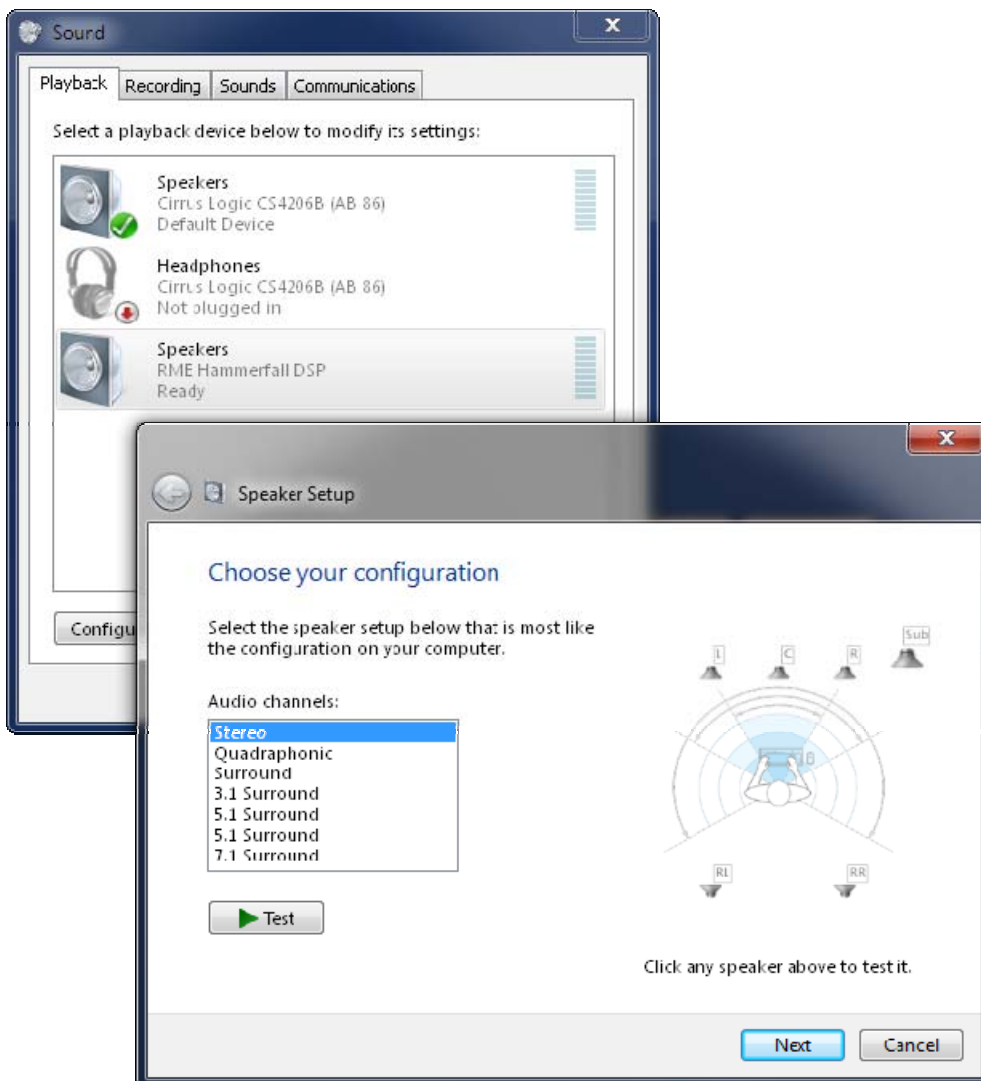 Sound
Playback Recording Sounds Communications
Select a playback device below to modify its settings:
Speakers
Cirrus Logic CS4206B (AB 86)
Default Device
Headphones
Cirrus Logic CS4206B (AB 86)
Not plugged in
Speakers
RME Hammerfall DSP
Ready
Configu
Speaker Setup
Choose your configuration
Select the speaker setup below that is most like
the configuration on your computer.
Audio channels:
Stereo
Quadraphonic
Surround
3.1 Surround
5.1 Surround
5.1 Surround
7.1 Surround
Test
L C R Sub
RL RR
Click any speaker above to test it.
Next Cancel